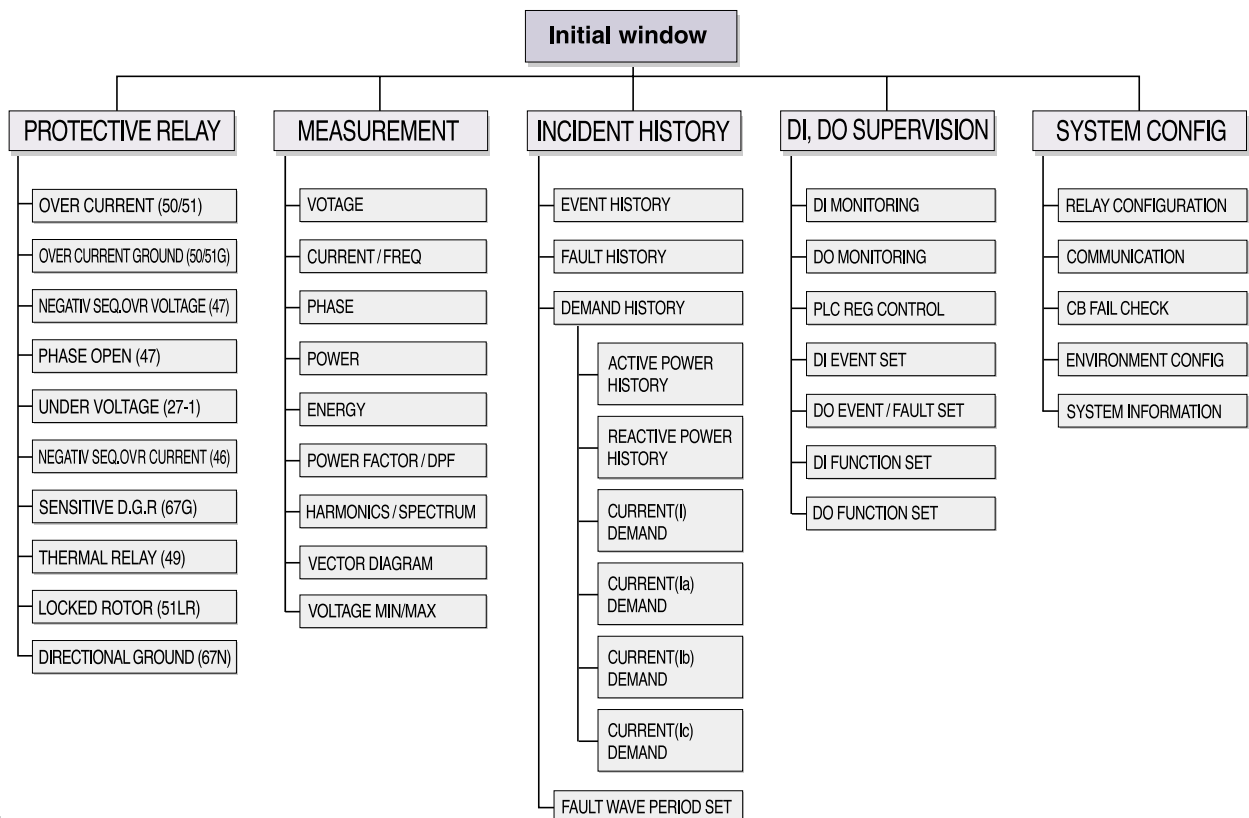 Initial window
PROTECTIVE RELAY
OVER CURRENT (50/51)
OVER CURRENT GROUND (50/51G)
NEGATIV SEQ.OVR VOLTAGE (47)
PHASE OPEN (47)
UNDER VOLTAGE (27-1)
NEGATIV SEQ.OVR CURRENT (46)
SENSITIVE D.G.R (67G)
THERMAL RELAY (49)
LOCKED ROTOR (51LR)
DIRECTIONAL GROUND (67N)
MEASUREMENT
VOTAGE
CURRENT / FREQ
PHASE
POWER
ENERGY
POWER FACTOR / DPF
HARMONICS / SPECTRUM
VECTOR DIAGRAM
VOLTAGE MIN/MAX
INCIDENT HISTORY
EVENT HISTORY
FAULT HISTORY
DEMAND HISTORY
ACTIVE POWER
HISTORY
REACTIVE POWER
HISTORY
CURRENT(I)
DEMAND
CURRENT(Ia)
DEMAND
CURRENT(Ib)
DEMAND
CURRENT(Ic)
DEMAND
FAULT WAVE PERIOD SET
DI, DO SUPERVISION
DI MONITORING
DO MONITORING
PLC REG CONTROL
DI EVENT SET
DO EVENT / FAULT SET
DI FUNCTION SET
DO FUNCTION SET
SYSTEM CONFIG
RELAY CONFIGURATION
COMMUNICATION
CB FAIL CHECK
ENVIRONMENT CONFIG
SYSTEM INFORMATION